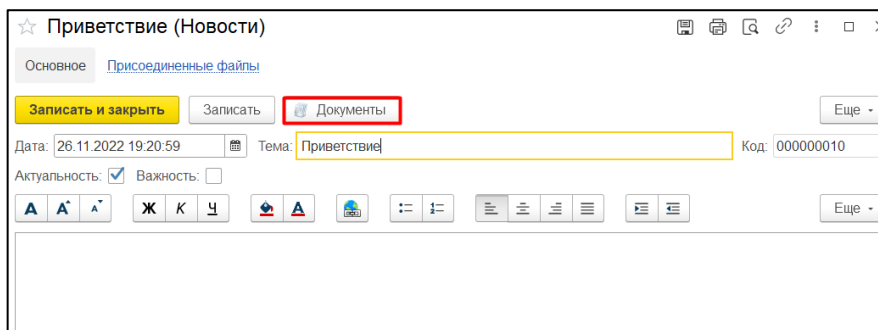 Приветствие (Новости)
Основное Присоединенные файлы
Записать и закрыть Записать Документы Еще
Дата: 26.11.2022 19:20:59 Тема: Приветствие Код: 000000010
Актуальность: Важность:
А А А Ж К Ч А Еще